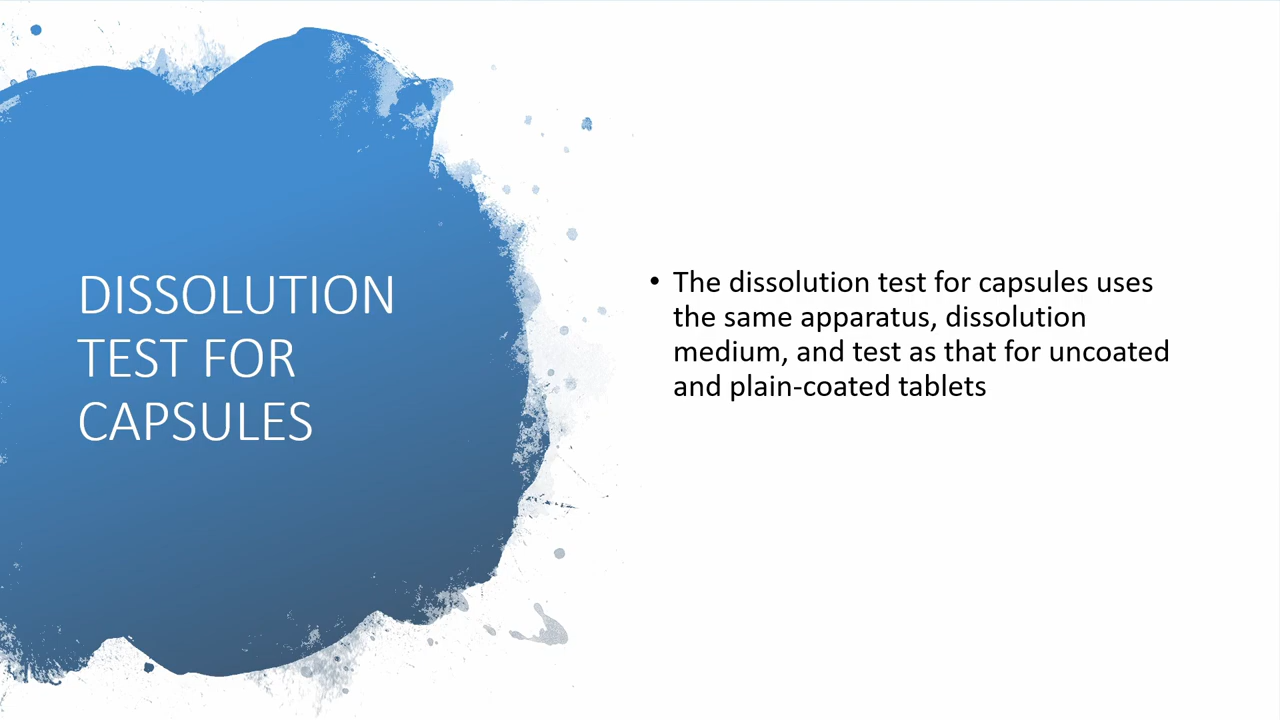 DISSOLUTION
TEST FOR
CAPSULES
• The dissolution test for capsules uses
the same apparatus, dissolution
medium, and test as that for uncoated
and plain-coated tablets